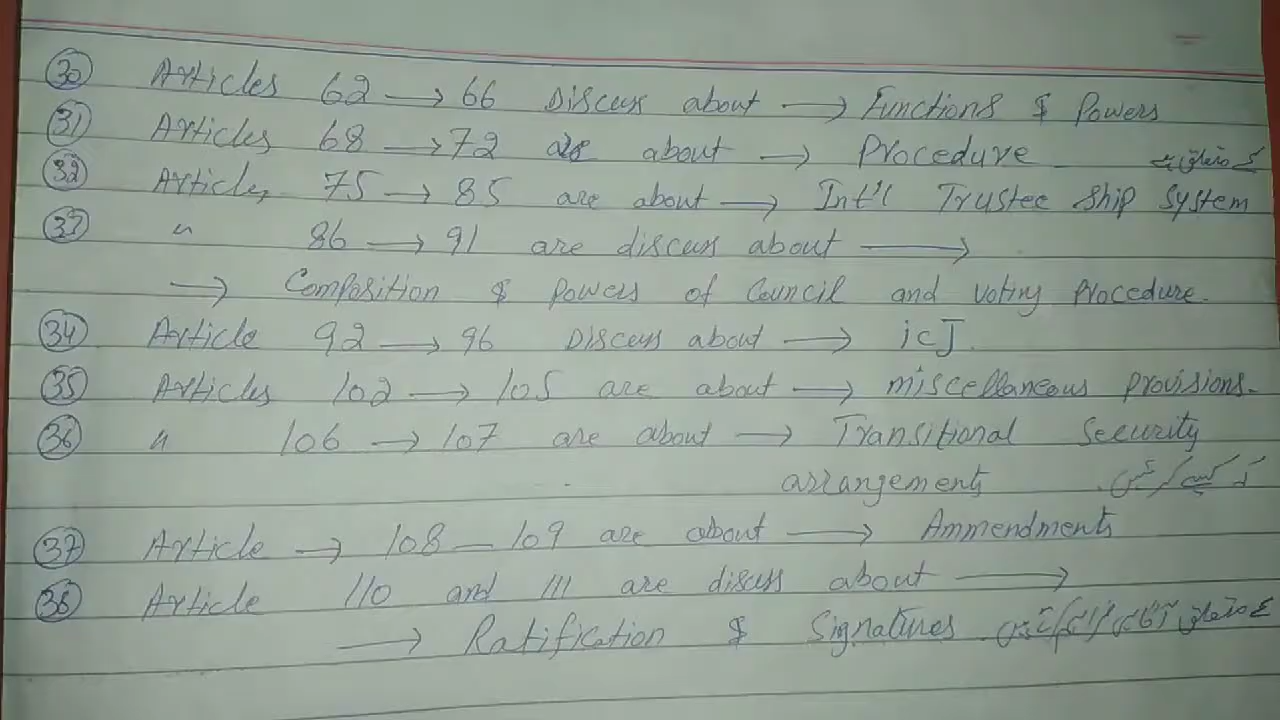 (30) Articles 62 → 66 Discuss about → Functions & Powers
(31) Articles 68 → 72 are about → Procedure
(32) Articles 75 → 85 are about → Int'l Trustee Ship System
(33) " 86 → 91 are discuss about →
→ Composition & Powers of Council and Voting Procedure.
(34) Article 92 → 96 Discuss about → icJ.
(35) Articles 102 → 105 are about → miscellaneous provisions.
(36) " 106 → 107 are about → Transitional Security
arrangements
(37) Article → 108 — 109 are about → Ammendments
(38) Article 110 and 111 are discuss about →
→ Ratification & Signatures